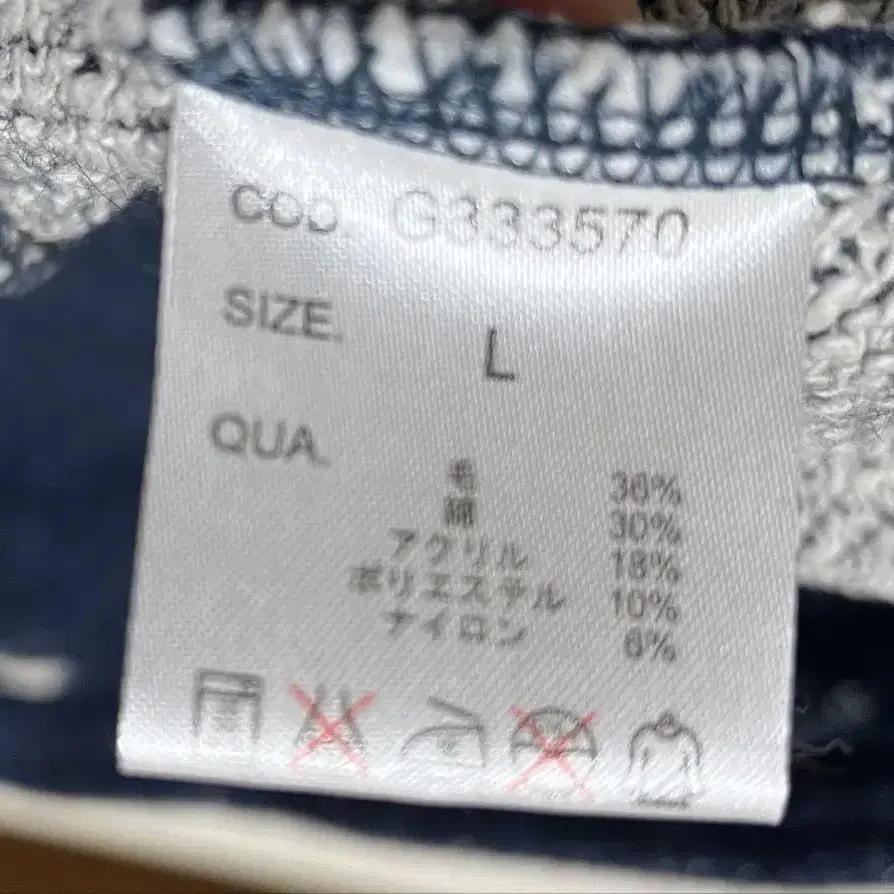 COD. G333570
SIZE. L
QUA.
毛 36%
綿 30%
アクリル 18%
ポリエステル 10%
ナイロン 6%